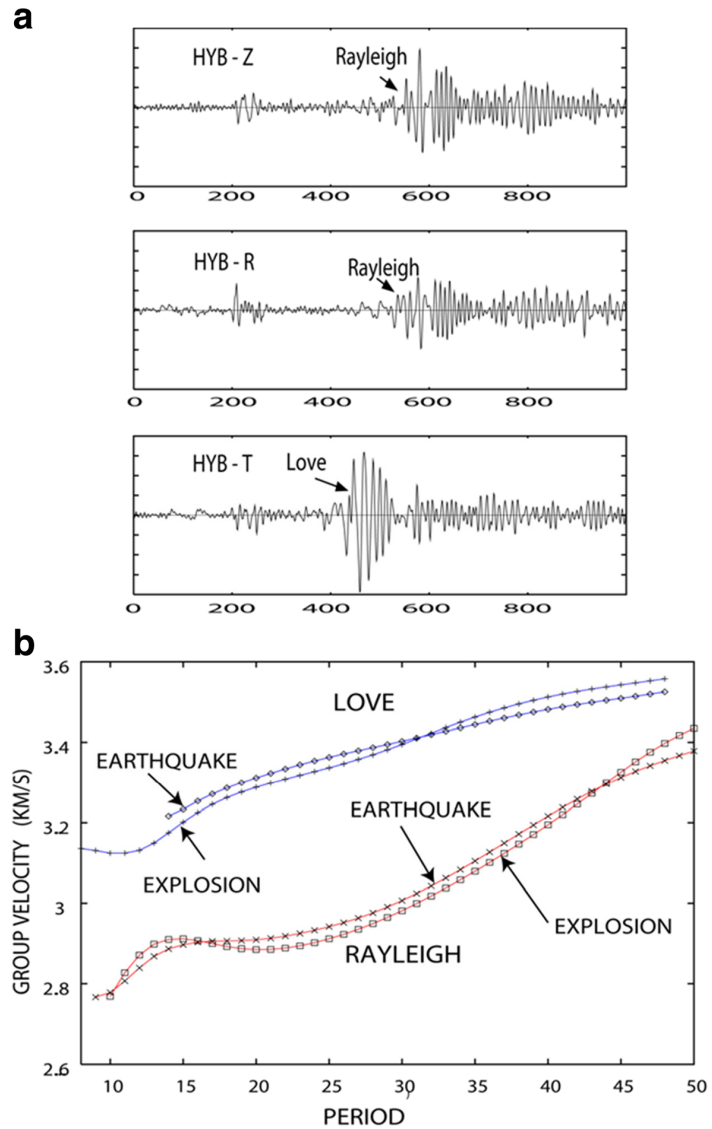 a
HYB - Z
Rayleigh
0 200 400 600 800
HYB - R
Rayleigh
0 200 400 600 800
HYB - T
Love
0 200 400 600 800
b
3.6
LOVE
3.4
EARTHQUAKE
EARTHQUAKE
3.2
EXPLOSION
EXPLOSION
3
RAYLEIGH
2.8
2.6
GROUP VELOCITY (KM/S)
10 15 20 25 30 35 40 45 50
PERIOD